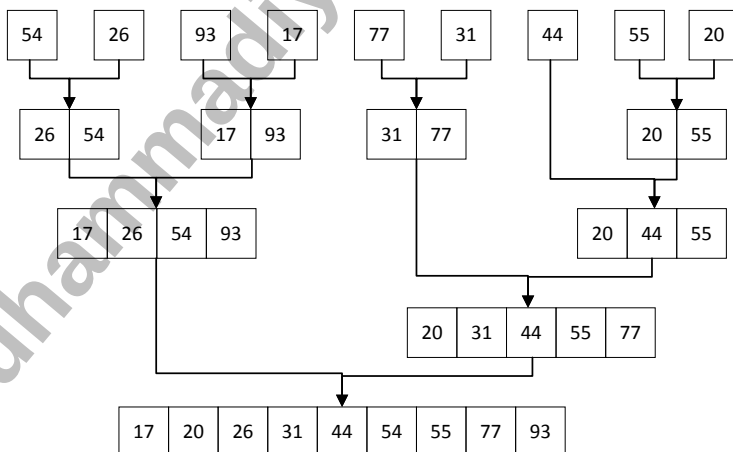 54 26 93 17 77 31 44 55 20
26 54 17 93 31 77 20 55
17 26 54 93 20 44 55
20 31 44 55 77
17 20 26 31 44 54 55 77 93
dhammadiy